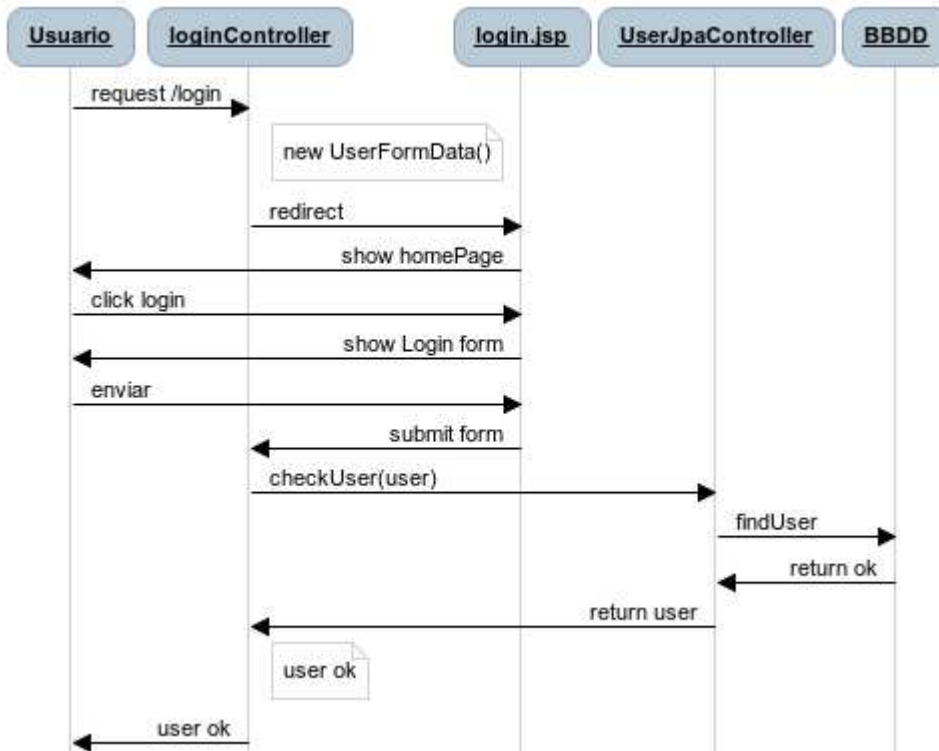 Usuario
loginController
login.jsp
UserJpaController
BBDD
request /login
new UserFormData()
redirect
show homePage
click login
show Login form
enviar
submit form
checkUser(user)
findUser
return ok
return user
user ok
user ok